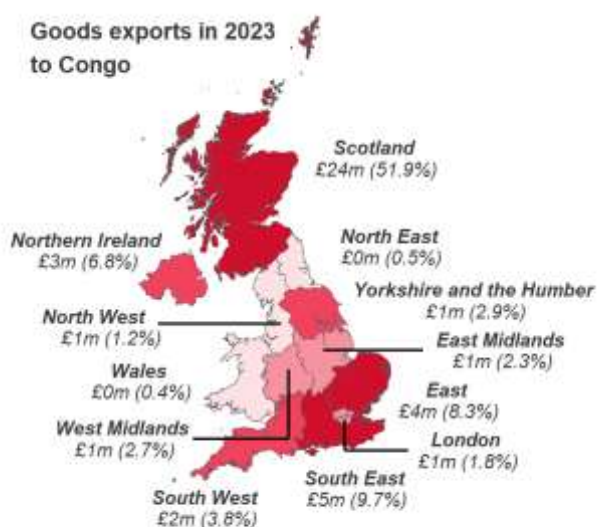 Goods exports in 2023
to Congo
Scotland
£24m (51.9%)
Northern Ireland
£3m (6.8%)
North East
£0m (0.5%)
Yorkshire and the Humber
£1m (2.9%)
North West
£1m (1.2%)
East Midlands
£1m (2.3%)
Wales
£0m (0.4%)
East
£4m (8.3%)
West Midlands
£1m (2.7%)
London
£1m (1.8%)
South East
£5m (9.7%)
South West
£2m (3.8%)